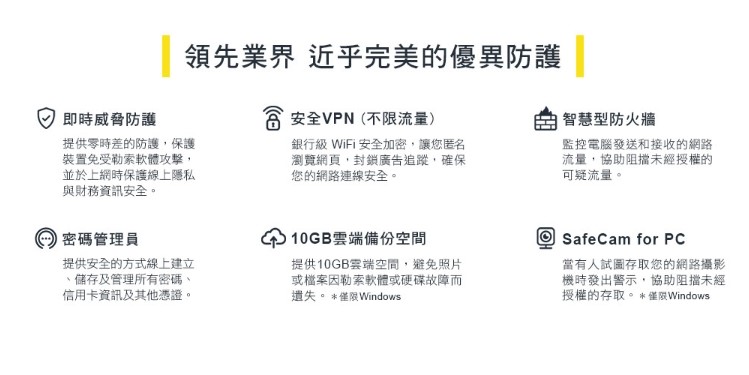 領先業界 近乎完美的優異防護
即時威脅防護
提供零時差的防護，保護
裝置免受勒索軟體攻擊，
並於上網時保護線上隱私
與財務資訊安全。
安全VPN（不限流量）
銀行級 WiFi 安全加密，讓您匿名
瀏覽網頁，封鎖廣告追蹤，確保
您的網路連線安全。
智慧型防火牆
監控電腦發送和接收的網路
流量，協助阻擋未經授權的
可疑流量。
密碼管理員
提供安全的方式線上建立
、儲存及管理所有密碼、
信用卡資訊及其他憑證。
10GB雲端備份空間
提供10GB雲端空間，避免照片
或檔案因勒索軟體或硬碟故障而
遺失。＊僅限Windows
SafeCam for PC
當有人試圖存取您的網路攝影
機時發出警示，協助阻擋未經
授權的存取。＊僅限Windows